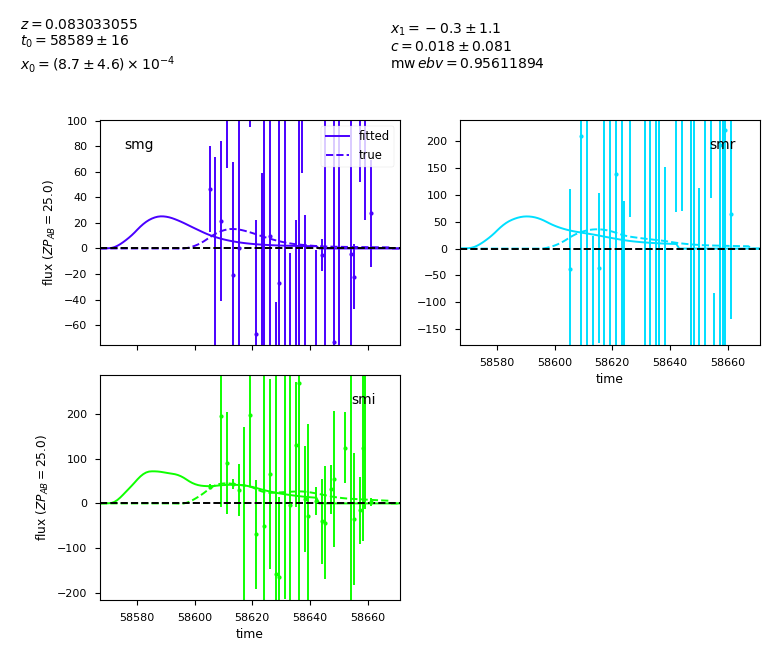 z = 0.083033055
t₀ = 58589 ± 16
x₀ = (8.7 ± 4.6) × 10⁻⁴
x₁ = −0.3 ± 1.1
c = 0.018 ± 0.081
mw ebv = 0.95611894
smg
fitted
true
flux (ZP_AB = 25.0)
100
80
60
40
20
0
−20
−40
−60
smr
200
150
100
50
0
−50
−100
−150
58580 58600 58620 58640 58660
time
smi
flux (ZP_AB = 25.0)
200
100
0
−100
−200
58580 58600 58620 58640 58660
time